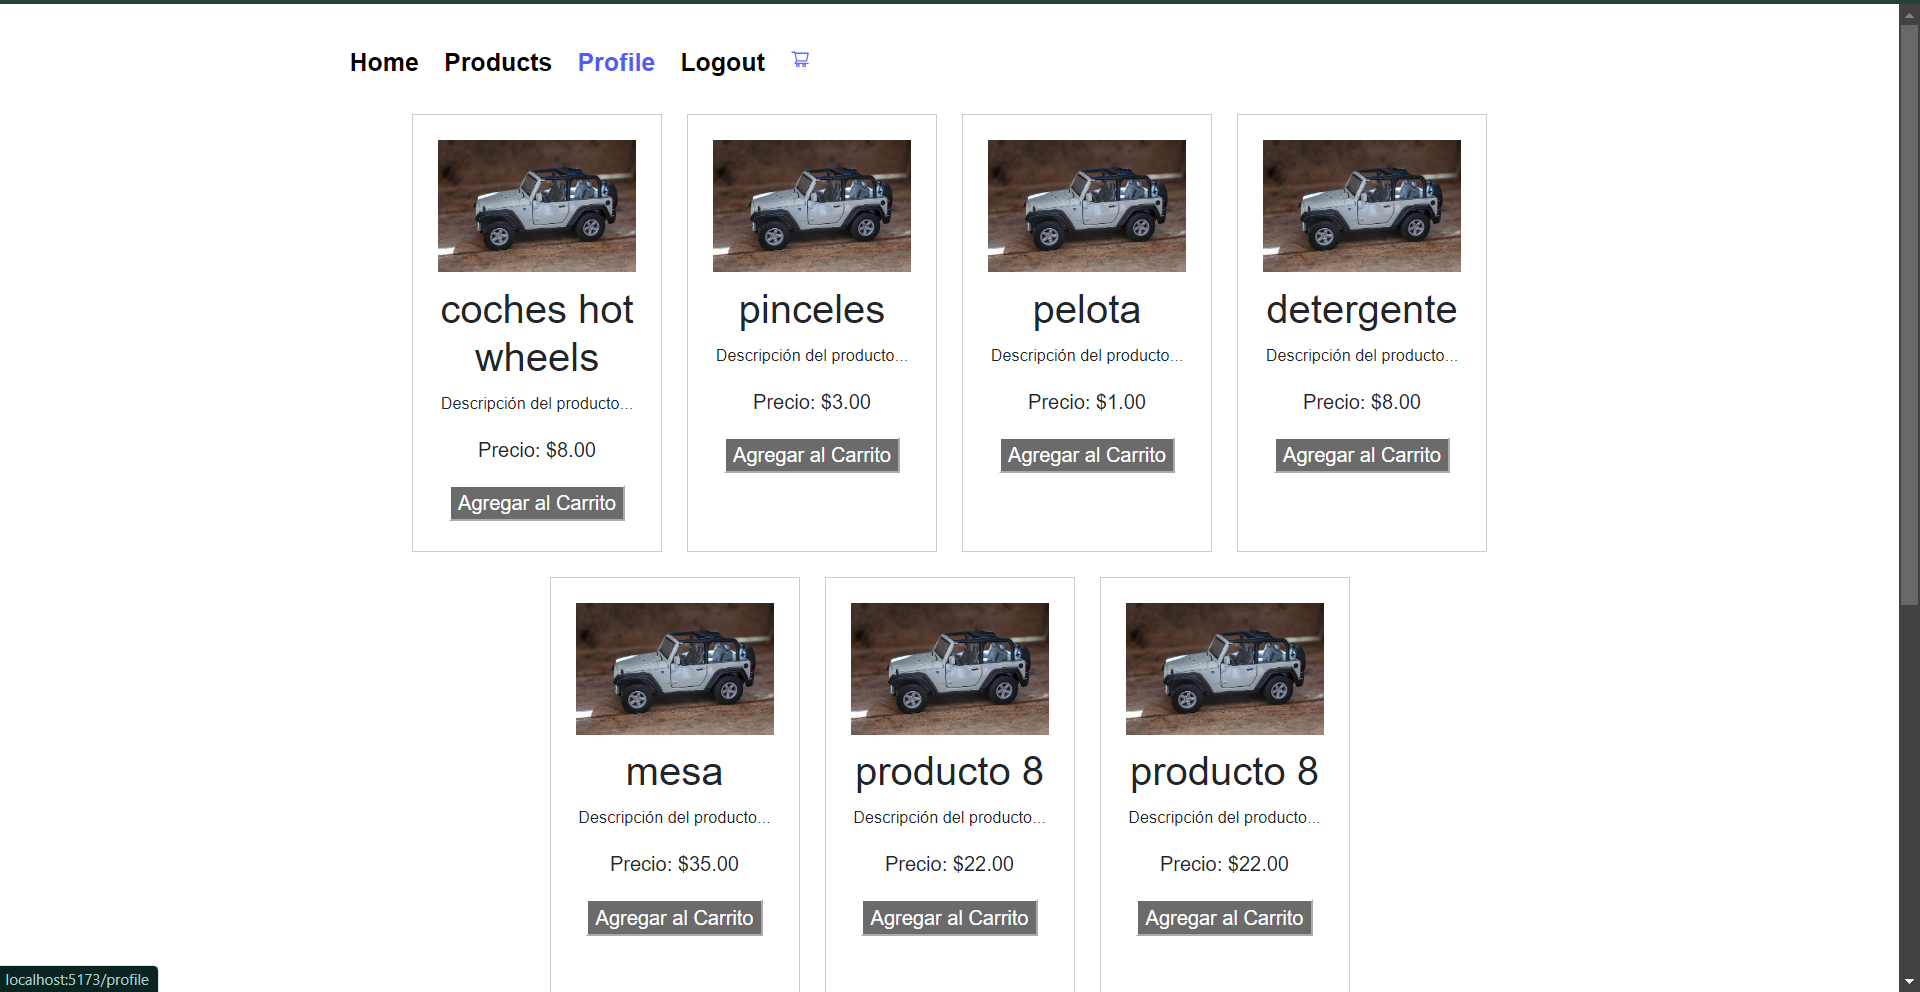 Home Products Profile Logout
coches hot
wheels
Descripción del producto...
Precio: $8.00
Agregar al Carrito
pinceles
Descripción del producto...
Precio: $3.00
Agregar al Carrito
pelota
Descripción del producto...
Precio: $1.00
Agregar al Carrito
detergente
Descripción del producto...
Precio: $8.00
Agregar al Carrito
mesa
Descripción del producto...
Precio: $35.00
Agregar al Carrito
producto 8
Descripción del producto...
Precio: $22.00
Agregar al Carrito
producto 8
Descripción del producto...
Precio: $22.00
Agregar al Carrito
localhost:5173/profile